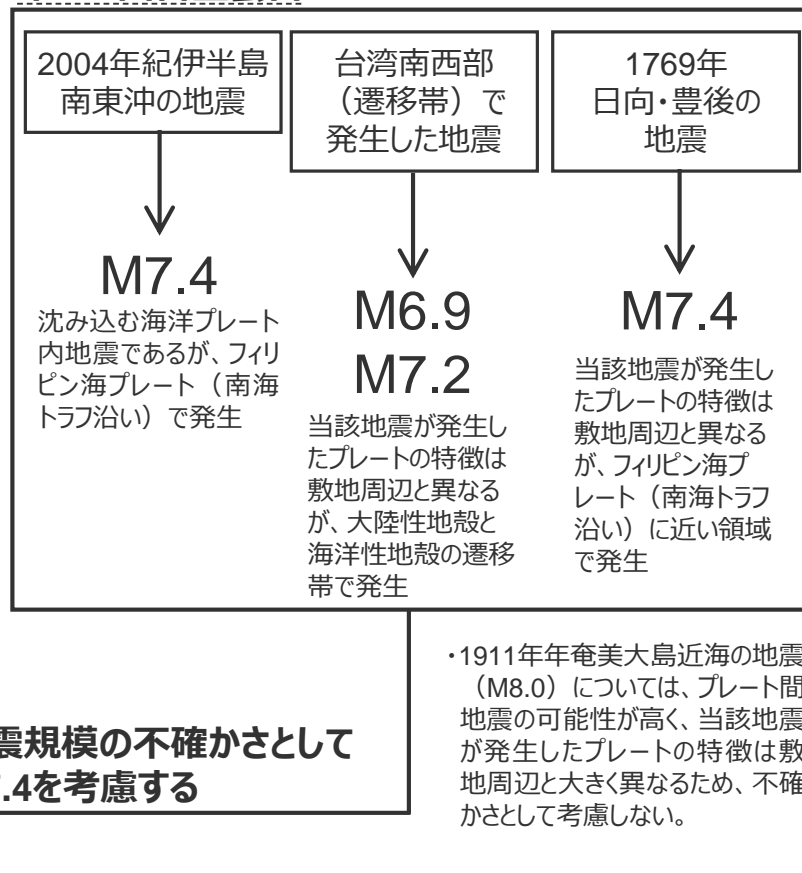 2004年紀伊半島
南東沖の地震
M7.4
沈み込む海洋プレート
内地震であるが、フィリ
ピン海プレート（南海
トラフ沿い）で発生
台湾南西部
（遷移帯）で
発生した地震
M6.9
M7.2
当該地震が発生し
たプレートの特徴は
敷地周辺と異なる
が、大陸性地殻と
海洋性地殻の遷移
帯で発生
1769年
日向・豊後の
地震
M7.4
当該地震が発生し
たプレートの特徴は
敷地周辺と異なる
が、フィリピン海プ
レート（南海トラフ
沿い）に近い領域
で発生
震規模の不確かさとして
.4を考慮する
・1911年年奄美大島近海の地震
（M8.0）については、プレート間
地震の可能性が高く、当該地震
が発生したプレートの特徴は敷
地周辺と大きく異なるため、不確
かさとして考慮しない。